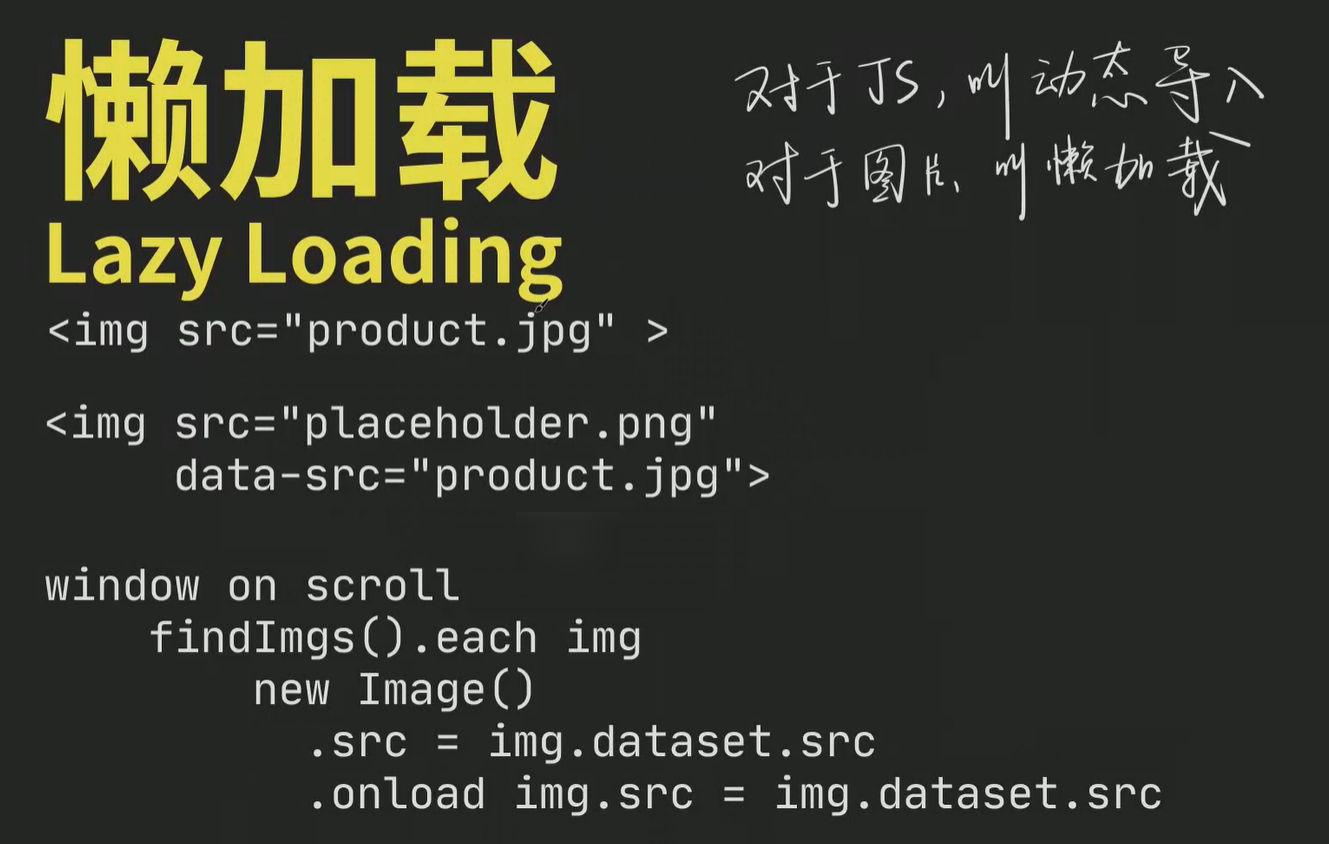 懒加载
对于JS，叫动态导入
对于图片、叫懒加载
Lazy Loading
<img src="product.jpg" >
<img src="placeholder.png"
data-src="product.jpg">
window on scroll
findImgs().each img
new Image()
.src = img.dataset.src
.onload img.src = img.dataset.src